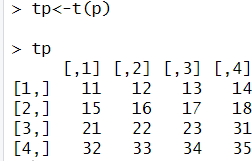 > tp<-t(p)
> tp
[,1] [,2] [,3] [,4]
[1,] 11 12 13 14
[2,] 15 16 17 18
[3,] 21 22 23 31
[4,] 32 33 34 35